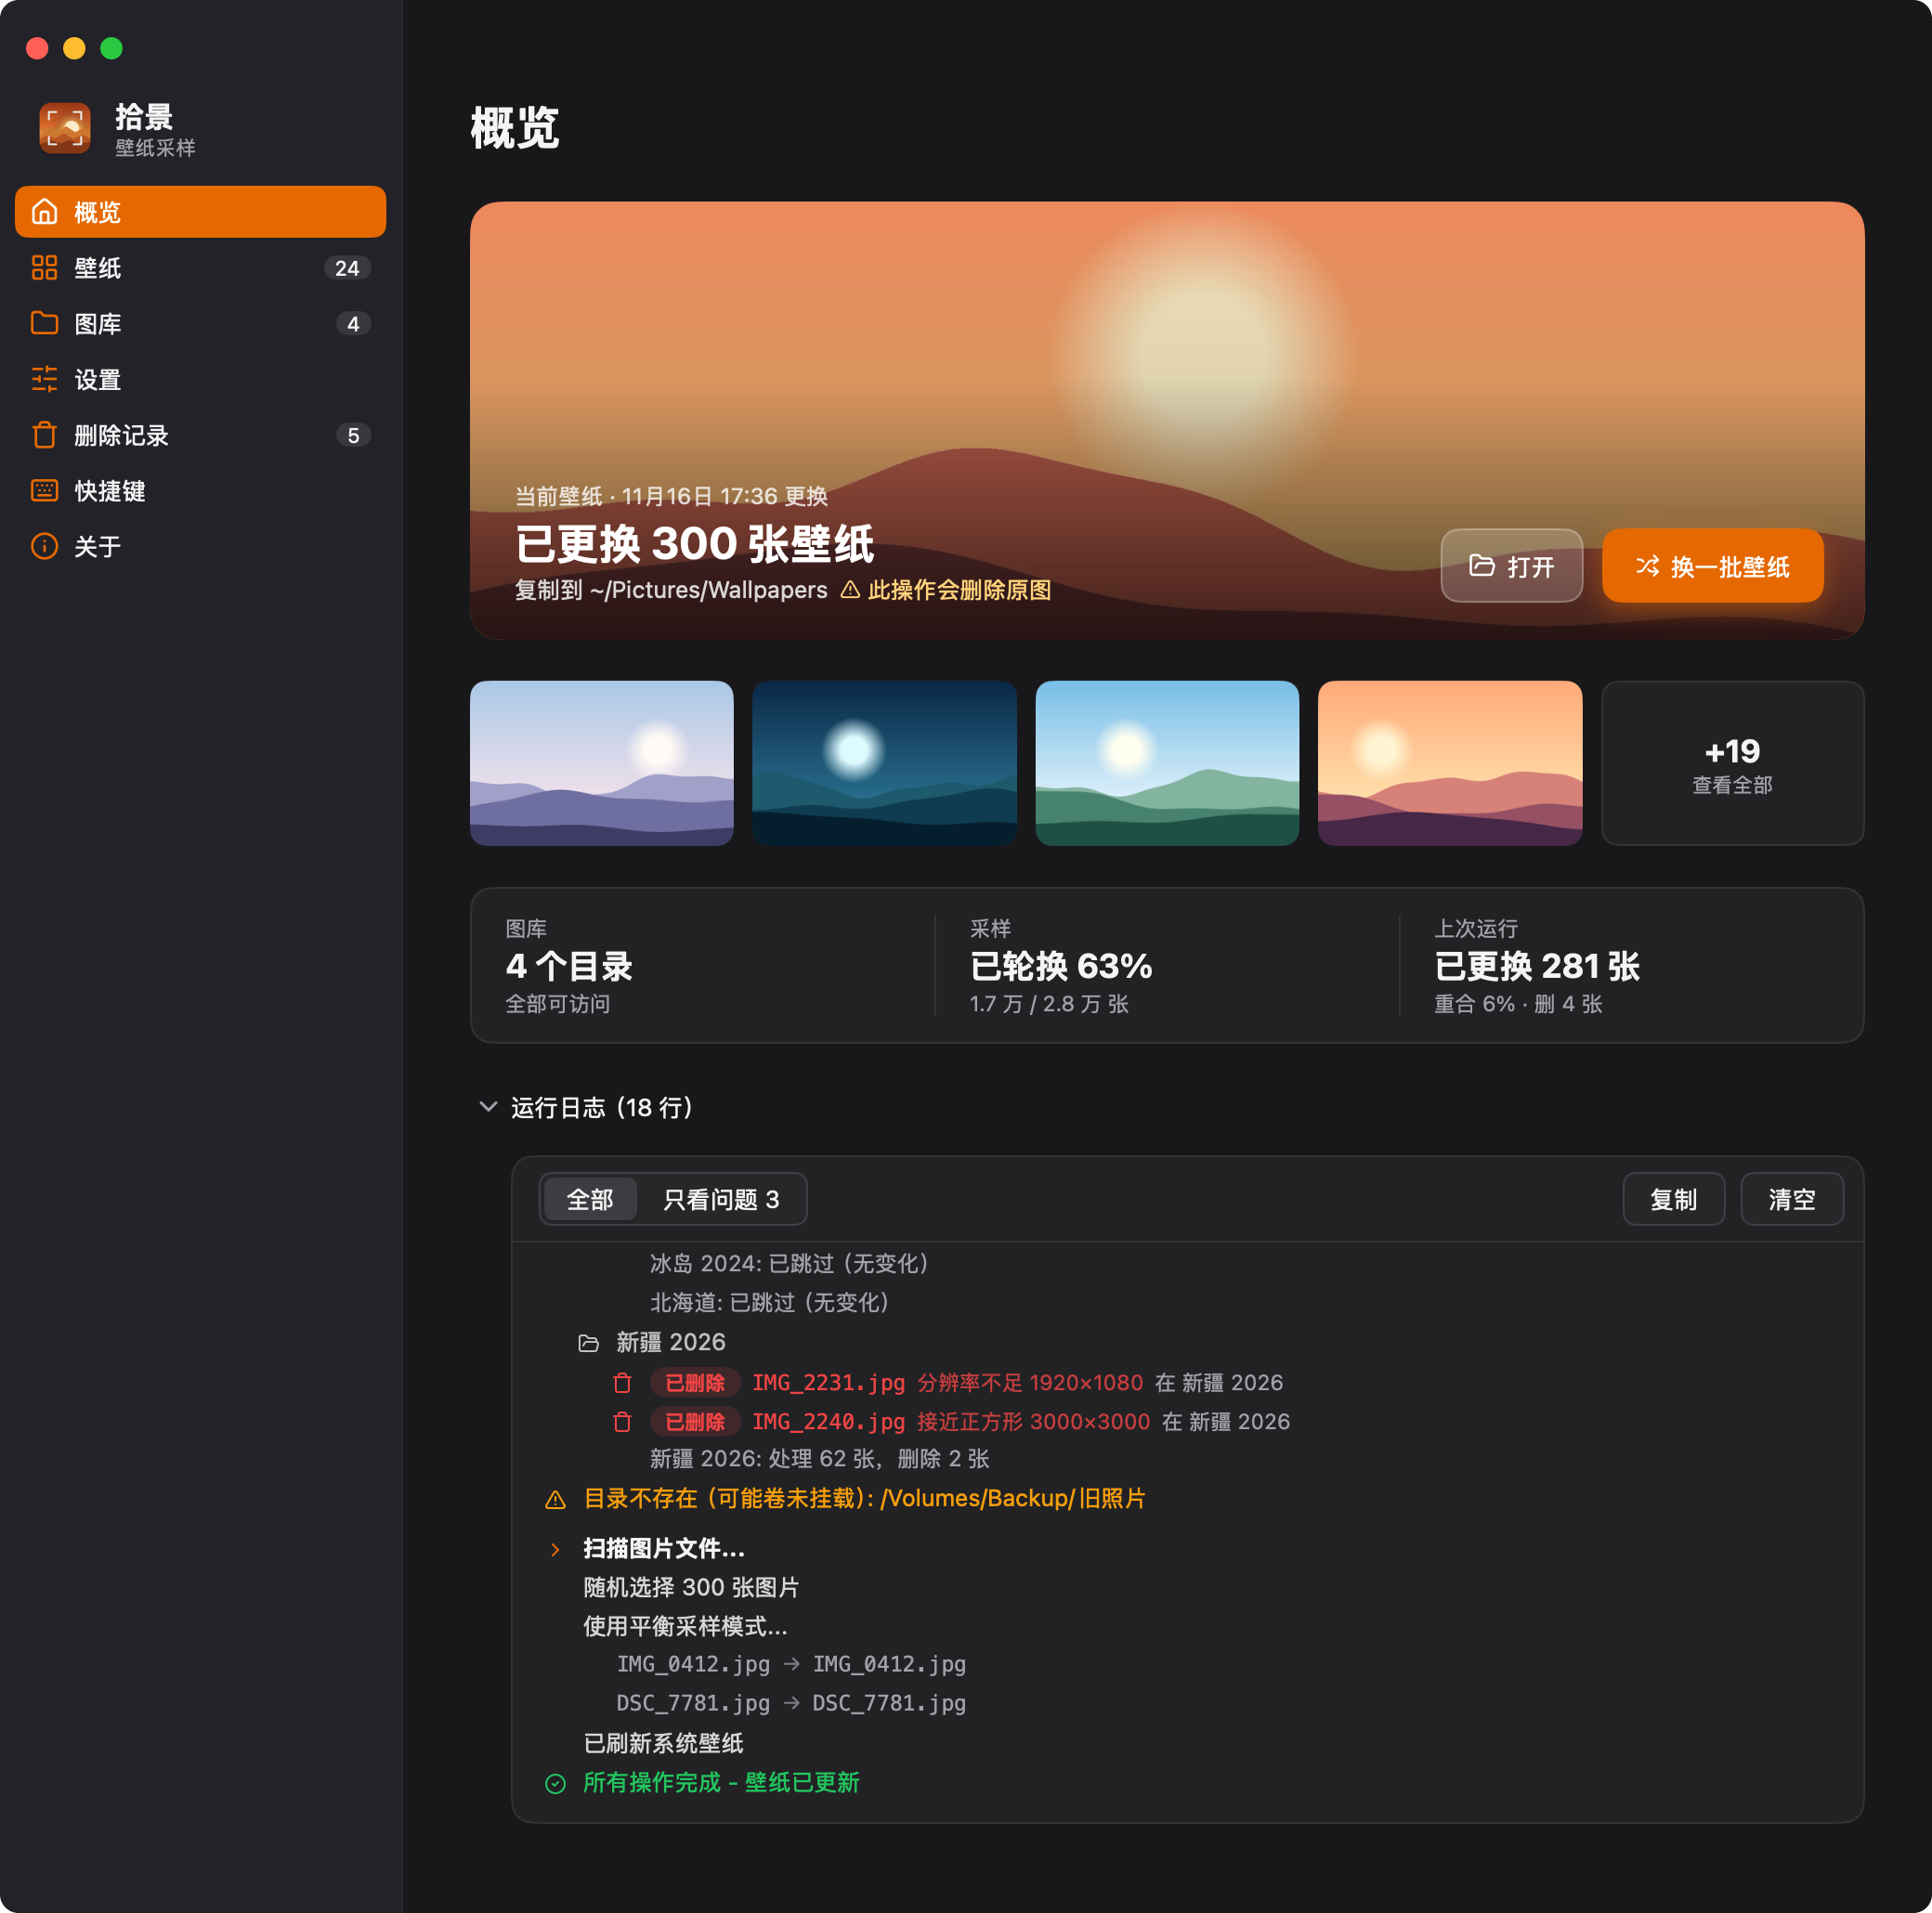 拾景
壁纸采样
概览
壁纸 24
图库 4
设置
删除记录 5
快捷键
关于
概览
当前壁纸 · 11月16日 17:36 更换
已更换 300 张壁纸
复制到 ~/Pictures/Wallpapers 此操作会删除原图
打开
换一批壁纸
+19
查看全部
图库
4 个目录
全部可访问
采样
已轮换 63%
1.7 万 / 2.8 万 张
上次运行
已更换 281 张
重合 6% · 删 4 张
运行日志（18 行）
全部 只看问题 3
复制 清空
冰岛 2024: 已跳过（无变化）
北海道: 已跳过（无变化）
新疆 2026
已删除 IMG_2231.jpg 分辨率不足 1920×1080 在 新疆 2026
已删除 IMG_2240.jpg 接近正方形 3000×3000 在 新疆 2026
新疆 2026: 处理 62 张，删除 2 张
目录不存在（可能卷未挂载）: /Volumes/Backup/旧照片
扫描图片文件...
随机选择 300 张图片
使用平衡采样模式...
IMG_0412.jpg → IMG_0412.jpg
DSC_7781.jpg → DSC_7781.jpg
已刷新系统壁纸
所有操作完成 - 壁纸已更新